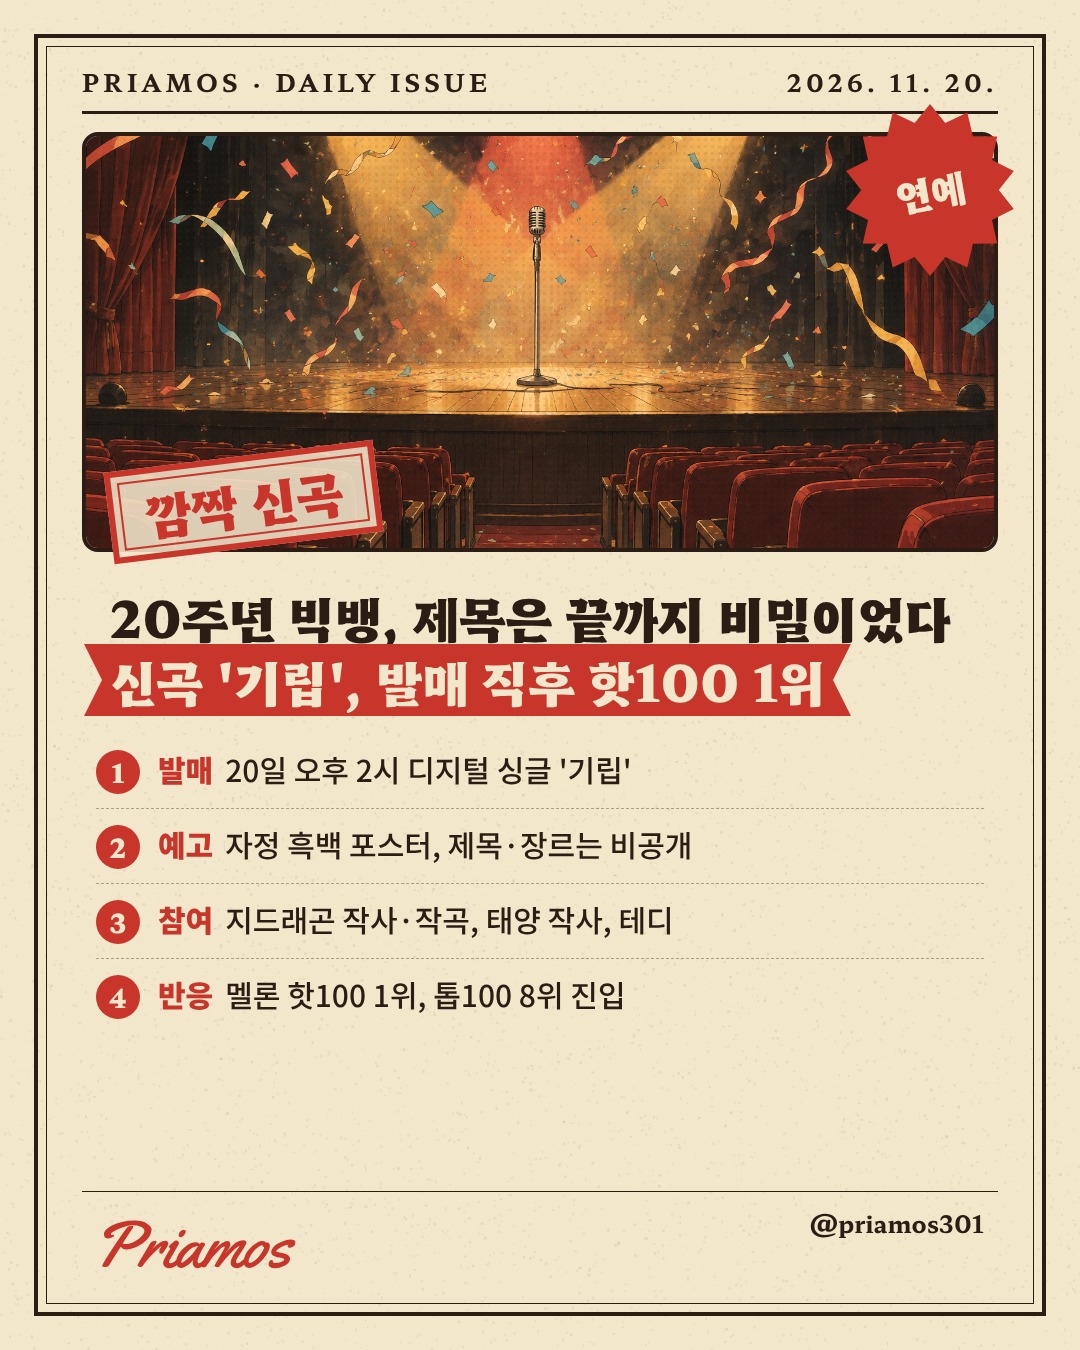 PRIAMOS · DAILY ISSUE
2026. 11. 20.
연예
깜짝 신곡
20주년 빅뱅, 제목은 끝까지 비밀이었다
신곡 '기립', 발매 직후 핫100 1위
1 발매 20일 오후 2시 디지털 싱글 '기립'
2 예고 자정 흑백 포스터, 제목·장르는 비공개
3 참여 지드래곤 작사·작곡, 태양 작사, 테디
4 반응 멜론 핫100 1위, 톱100 8위 진입
Priamos
@priamos301